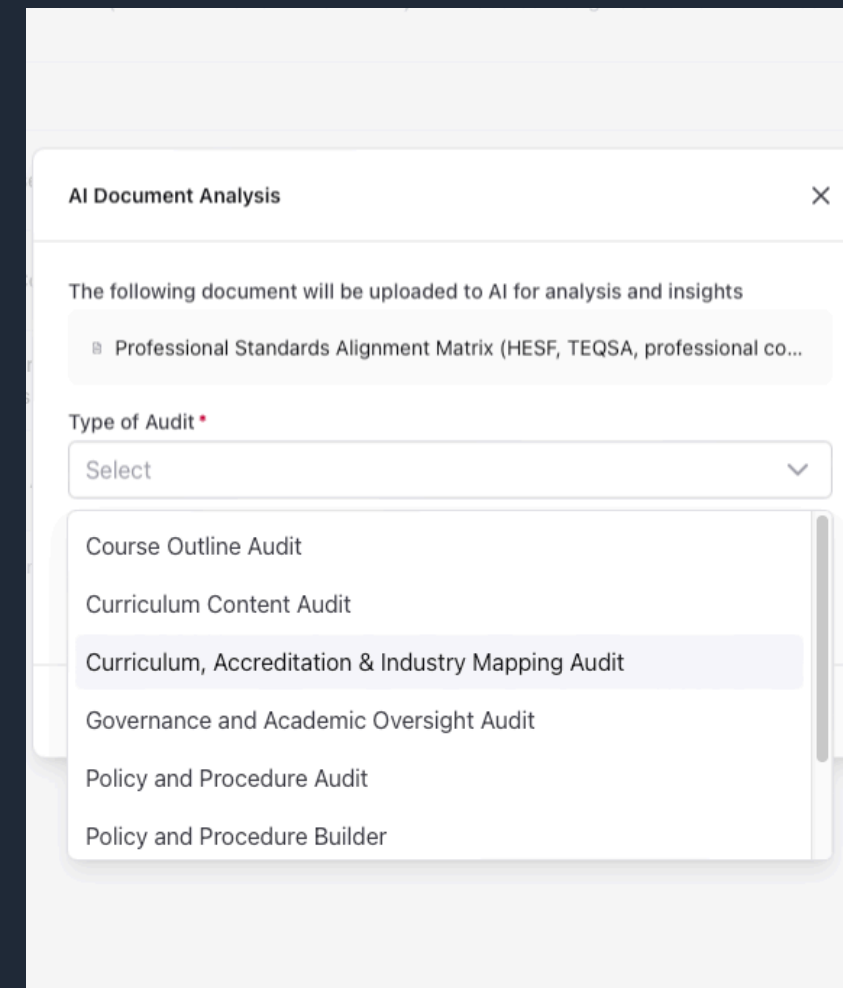 AI Document Analysis
The following document will be uploaded to AI for analysis and insights
Professional Standards Alignment Matrix (HESF, TEQSA, professional co...
Type of Audit *
Select
Course Outline Audit
Curriculum Content Audit
Curriculum, Accreditation & Industry Mapping Audit
Governance and Academic Oversight Audit
Policy and Procedure Audit
Policy and Procedure Builder